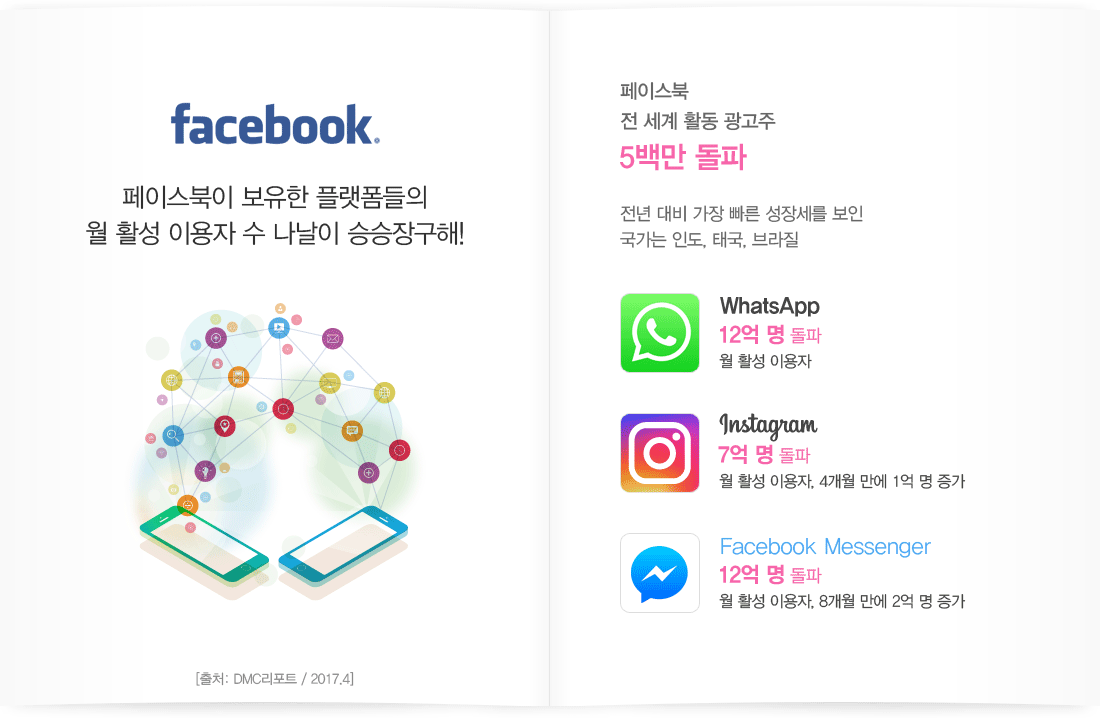 facebook
페이스북이 보유한 플랫폼들의
월 활성 이용자 수 나날이 승승장구해!
[출처: DMC리포트 / 2017.4]
페이스북
전 세계 활동 광고주
5백만 돌파
전년 대비 가장 빠른 성장세를 보인
국가는 인도, 태국, 브라질
WhatsApp
12억 명 돌파
월 활성 이용자
Instagram
7억 명 돌파
월 활성 이용자, 4개월 만에 1억 명 증가
Facebook Messenger
12억 명 돌파
월 활성 이용자, 8개월 만에 2억 명 증가